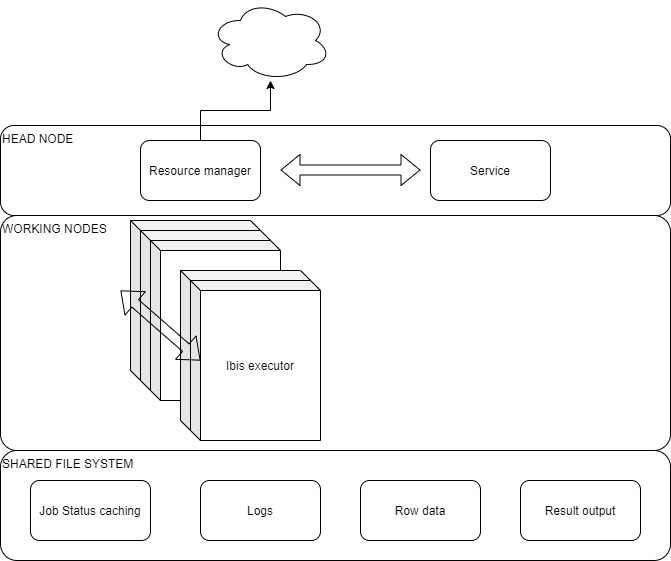 HEAD NODE
Resource manager
Service
WORKING NODES
Ibis executor
SHARED FILE SYSTEM
Job Status caching
Logs
Row data
Result output